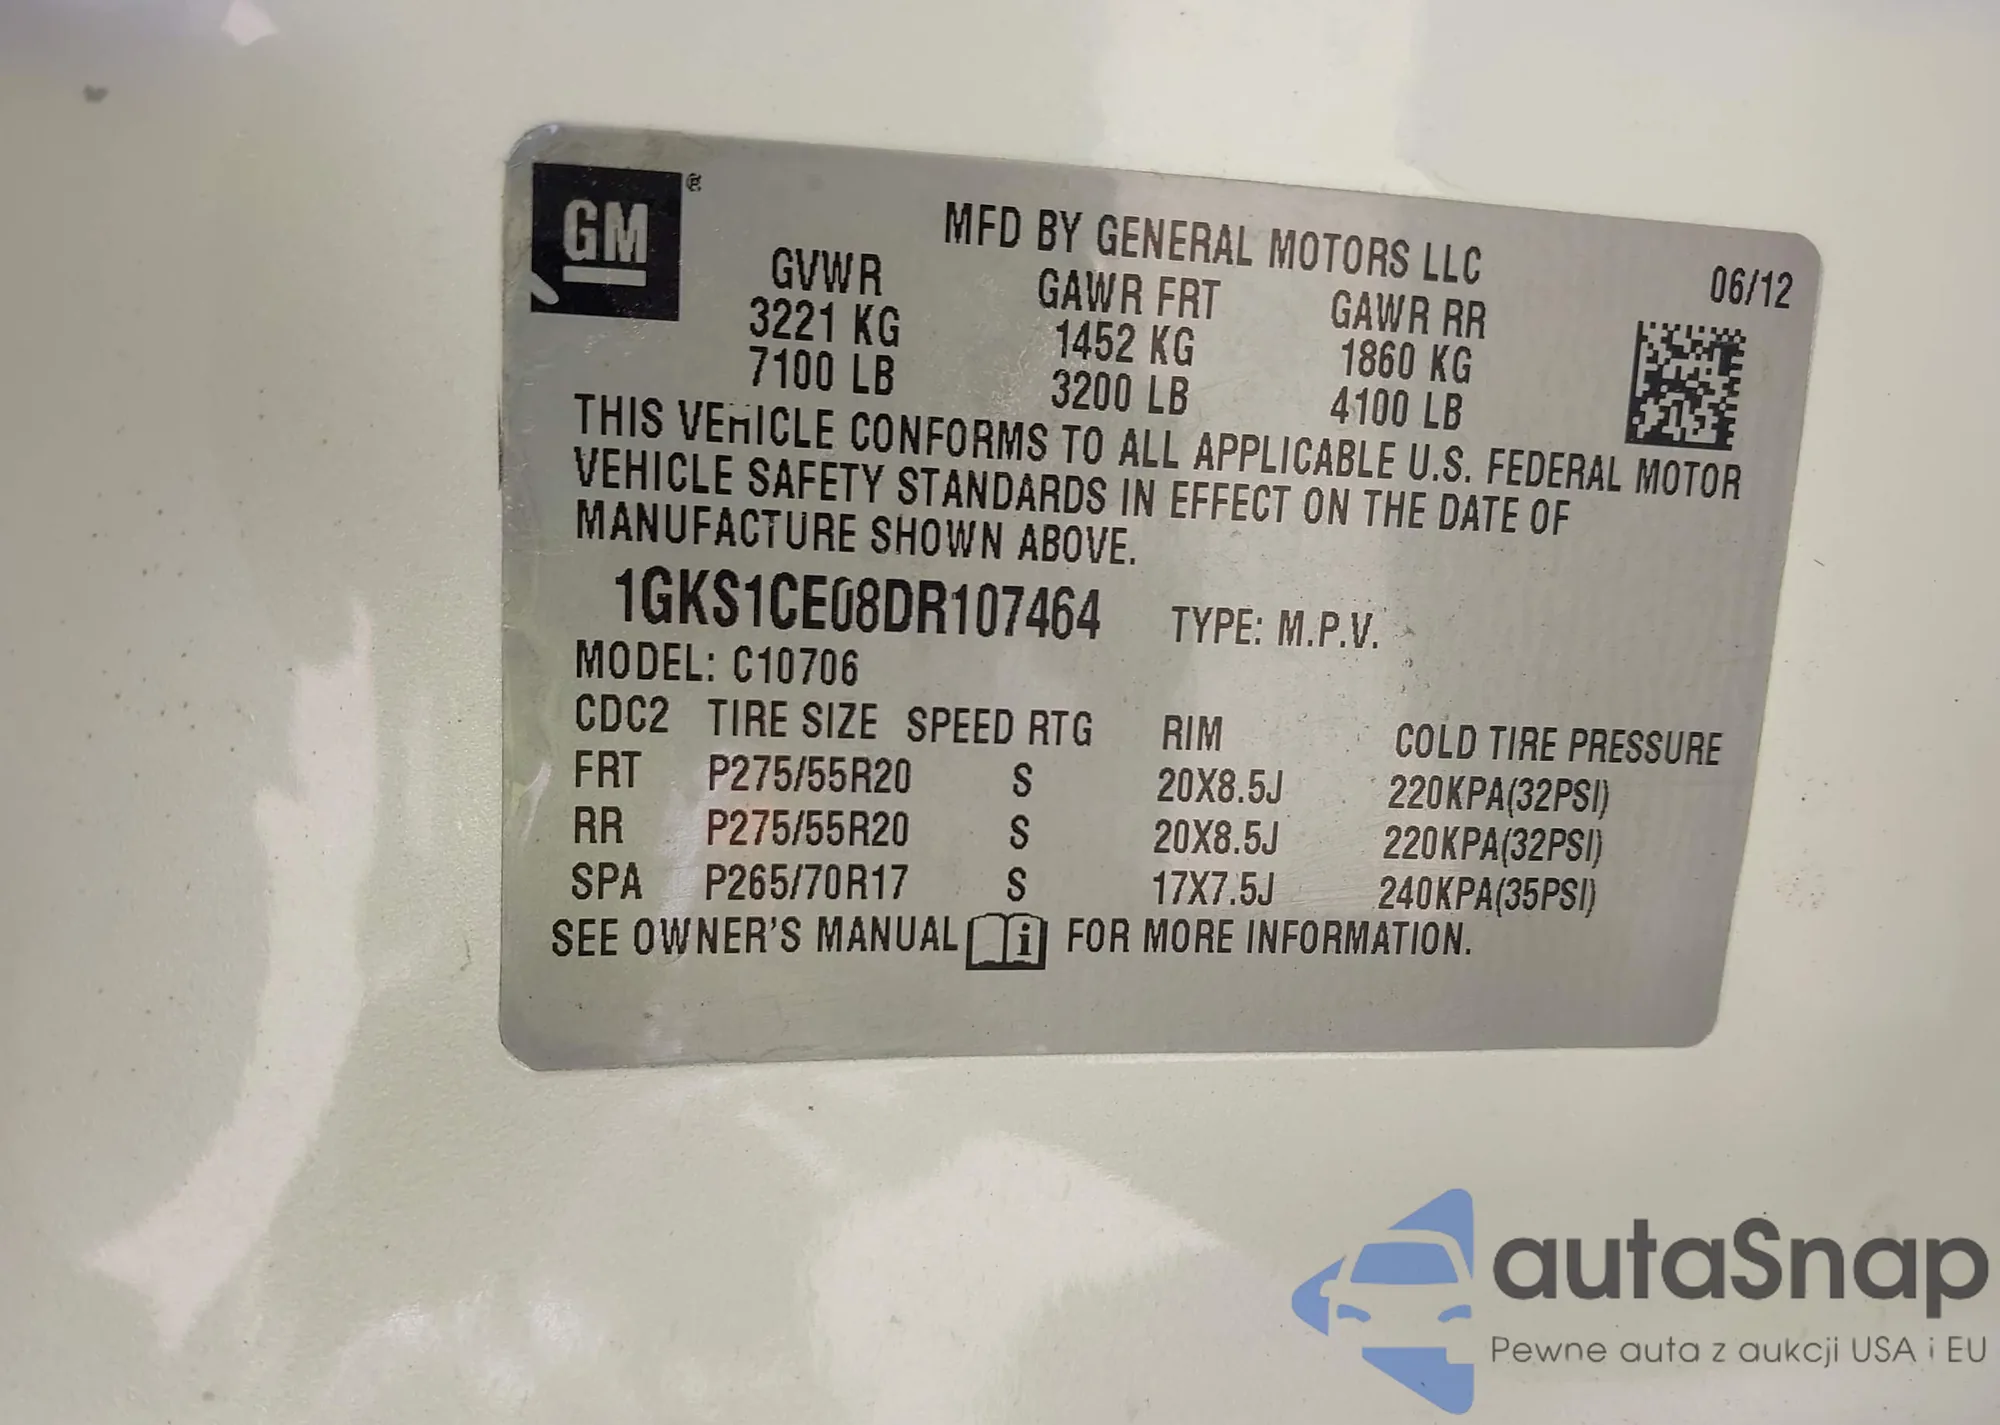 GM
MFD BY GENERAL MOTORS LLC
06/12
GVWR GAWR FRT GAWR RR
3221 KG 1452 KG 1860 KG
7100 LB 3200 LB 4100 LB
THIS VEHICLE CONFORMS TO ALL APPLICABLE U.S. FEDERAL MOTOR
VEHICLE SAFETY STANDARDS IN EFFECT ON THE DATE OF
MANUFACTURE SHOWN ABOVE.
1GKS1CE08DR107464 TYPE: M.P.V.
MODEL: C10706
CDC2 TIRE SIZE SPEED RTG RIM COLD TIRE PRESSURE
FRT P275/55R20 S 20X8.5J 220KPA(32PSI)
RR P275/55R20 S 20X8.5J 220KPA(32PSI)
SPA P265/70R17 S 17X7.5J 240KPA(35PSI)
SEE OWNER'S MANUAL FOR MORE INFORMATION.
autaSnap
Pewne auta z aukcji USA i EU